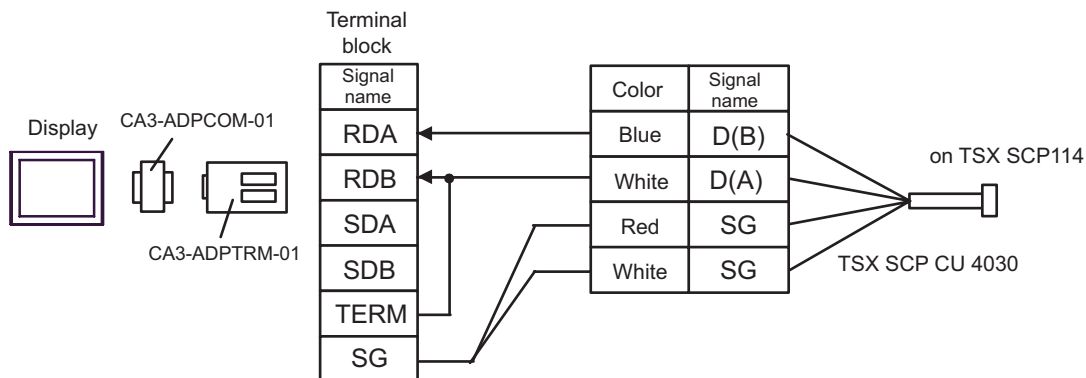 Terminal
block
Signal
name
RDA
RDB
SDA
SDB
TERM
SG
Display
CA3-ADPCOM-01
CA3-ADPTRM-01
Color
Signal
name
Blue
D(B)
White
D(A)
Red
SG
White
SG
on TSX SCP114
TSX SCP CU 4030